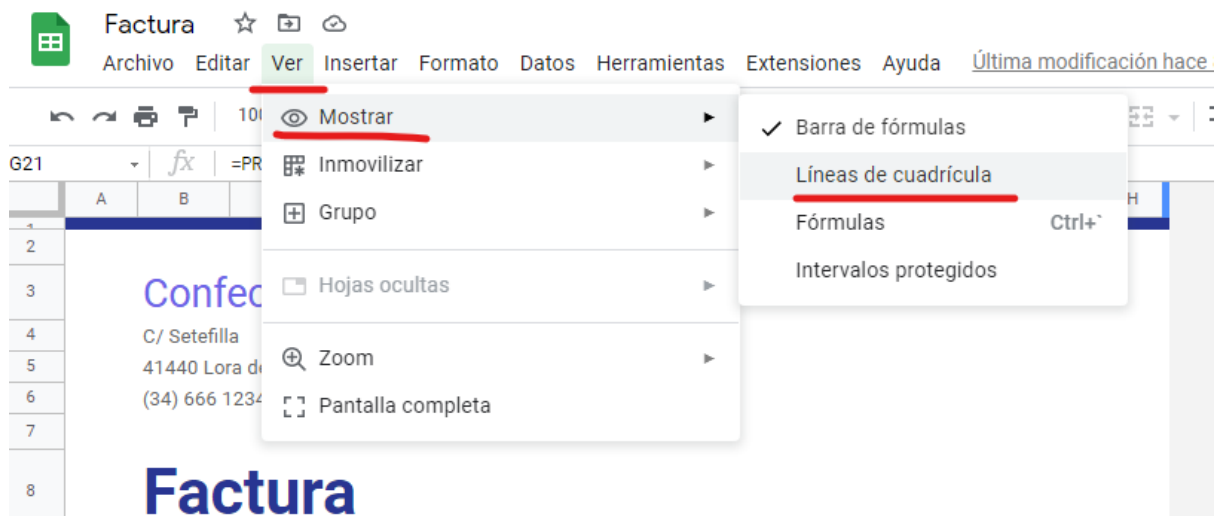 Factura
Archivo Editar Ver Insertar Formato Datos Herramientas Extensiones Ayuda Última modificación hace
100 Mostrar Barra de fórmulas
G21 fx =PR Inmovilizar Líneas de cuadrícula
A B Grupo Fórmulas Ctrl+` H
1
2
Intervalos protegidos
3 Confec Hojas ocultas
4 C/ Setefilla
5 41440 Lora de Zoom
6 (34) 666 1234 Pantalla completa
7
8 Factura